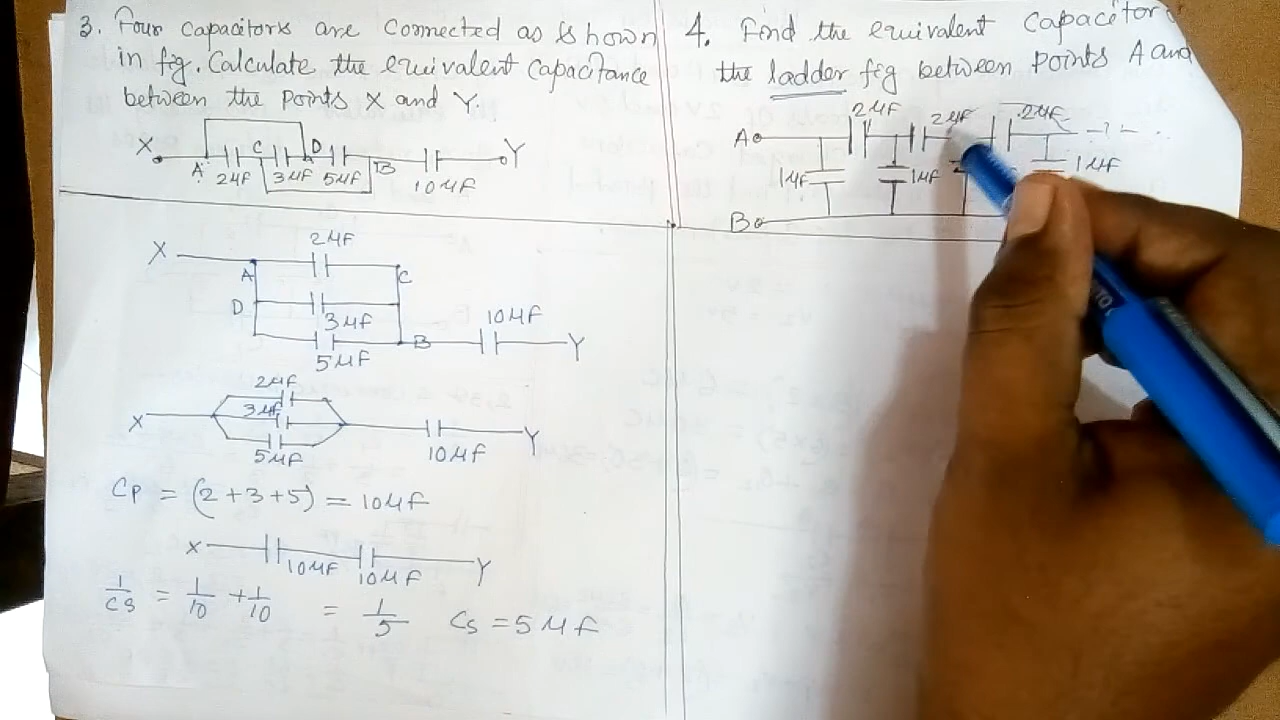 3. Four capacitors are connected as shown
in fig. Calculate the equivalent capacitance
between the points X and Y.
X A C D B Y
2μF 3μF 5μF 10μF
X 2μF
A C
D 3μF 10μF
5μF B Y
2μF
X 3μF Y
5μF 10μF
Cp = (2+3+5) = 10μF
X 10μF 10μF Y
1/Cs = 1/10 + 1/10 = 1/5 Cs = 5μF
4. Find the equivalent capacitor
the ladder fig between points A and
A 2μF 2μF 2μF
1μF 1μF 1μF
B